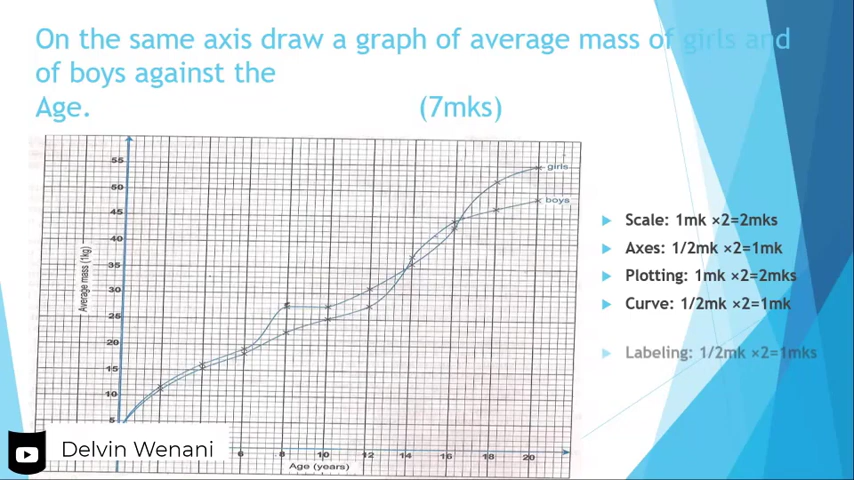 On the same axis draw a graph of average mass of girls and
of boys against the
Age. (7mks)
55
50
45
40
35
30
25
20
15
10
5
Average mass (1kg)
girls
boys
6 8 10 12 14 16 18 20
Age (years)
Scale: 1mk ×2=2mks
Axes: 1/2mk ×2=1mk
Plotting: 1mk ×2=2mks
Curve: 1/2mk ×2=1mk
Labeling: 1/2mk ×2=1mks
Delvin Wenani